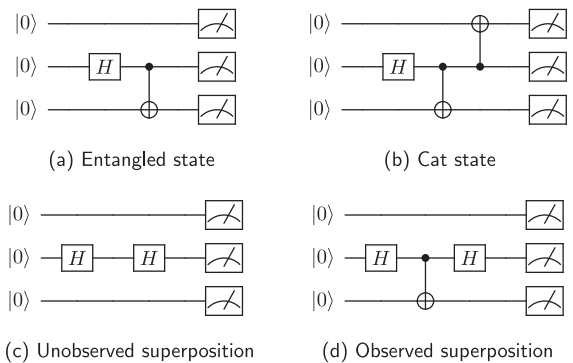 |0⟩ |0⟩
|0⟩ H |0⟩ H
|0⟩ |0⟩
(a) Entangled state (b) Cat state
|0⟩ |0⟩
|0⟩ H H |0⟩ H H
|0⟩ |0⟩
(c) Unobserved superposition (d) Observed superposition